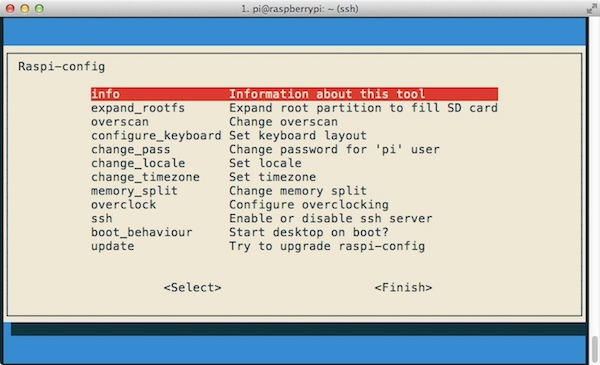 1. pi@raspberrypi: ~ (ssh)
Raspi-config
info Information about this tool
expand_rootfs Expand root partition to fill SD card
overscan Change overscan
configure_keyboard Set keyboard layout
change_pass Change password for 'pi' user
change_locale Set locale
change_timezone Set timezone
memory_split Change memory split
overclock Configure overclocking
ssh Enable or disable ssh server
boot_behaviour Start desktop on boot?
update Try to upgrade raspi-config
<Select> <Finish>